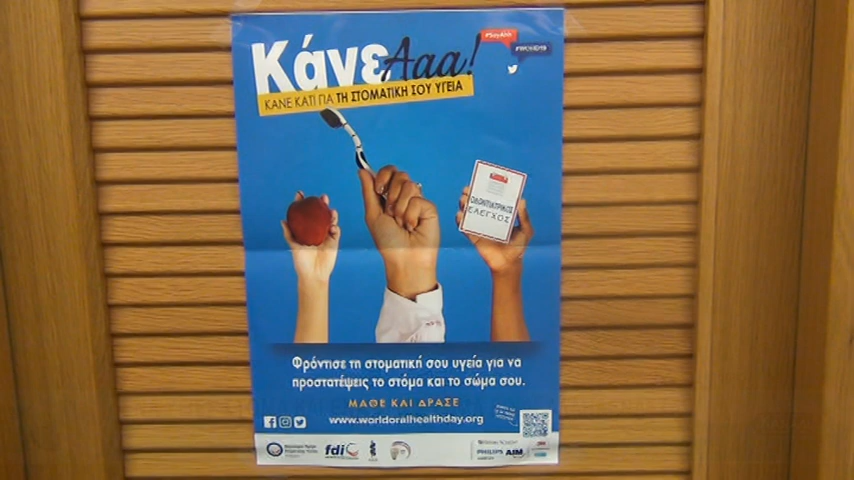 Κάνε Ααα!
#SayAhh
#WOHD19
ΚΑΝΕ ΚΑΤΙ ΓΙΑ ΤΗ ΣΤΟΜΑΤΙΚΗ ΣΟΥ ΥΓΕΙΑ
ΟΔΟΝΤΙΑΤΡΙΚΟΣ
ΕΛΕΓΧΟΣ
Φρόντισε τη στοματική σου υγεία για να
προστατέψεις το στόμα και το σώμα σου.
ΜΑΘΕ ΚΑΙ ΔΡΑΣΕ
www.worldoralhealthday.org
fdi
PHILIPS AIM